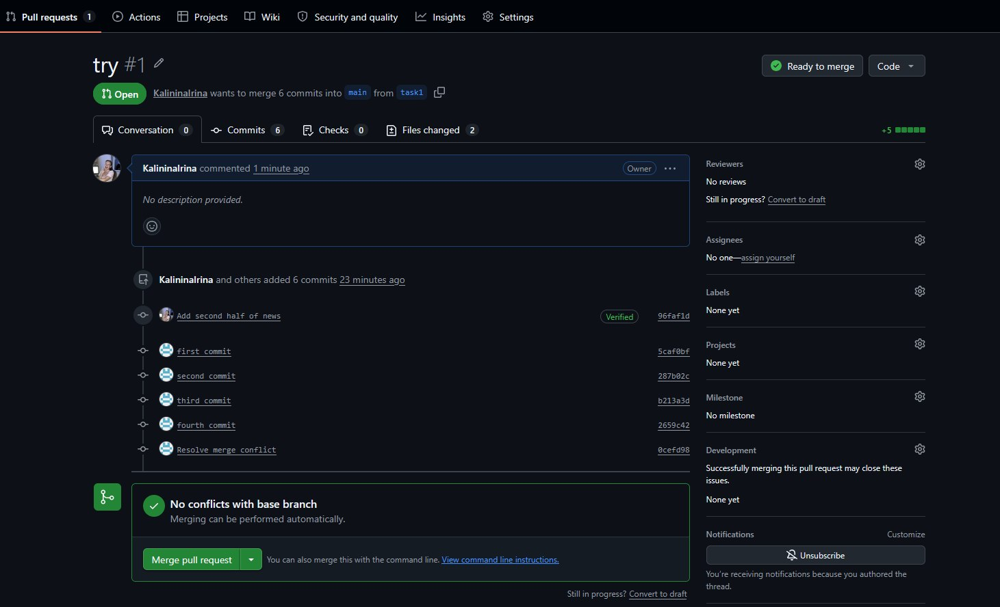 Pull requests 1 Actions Projects Wiki Security and quality Insights Settings
try #1
Ready to merge Code
Open KalininaIrina wants to merge 6 commits into main from task1
Conversation 0 Commits 6 Checks 0 Files changed 2 +5
KalininaIrina commented 1 minute ago Owner
No description provided.
KalininaIrina and others added 6 commits 23 minutes ago
Add second half of news Verified 96faf1d
first commit 5caf0bf
second commit 287b02c
third commit b213a3d
fourth commit 2659c42
Resolve merge conflict 0cefd98
No conflicts with base branch
Merging can be performed automatically.
Merge pull request You can also merge this with the command line. View command line instructions.
Still in progress? Convert to draft
Reviewers
No reviews
Still in progress? Convert to draft
Assignees
No one—assign yourself
Labels
None yet
Projects
None yet
Milestone
No milestone
Development
Successfully merging this pull request may close these
issues.
None yet
Notifications Customize
Unsubscribe
You're receiving notifications because you authored the
thread.